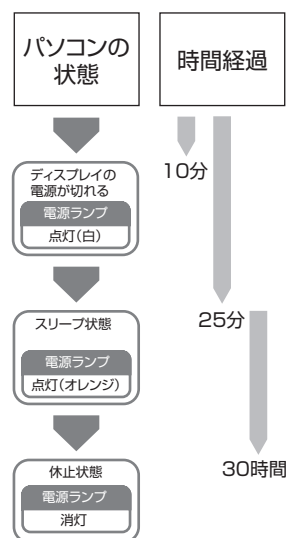 パソコンの
状態
時間経過
10分
ディスプレイの
電源が切れる
電源ランプ
点灯(白)
25分
スリープ状態
電源ランプ
点灯(オレンジ)
30時間
休止状態
電源ランプ
消灯